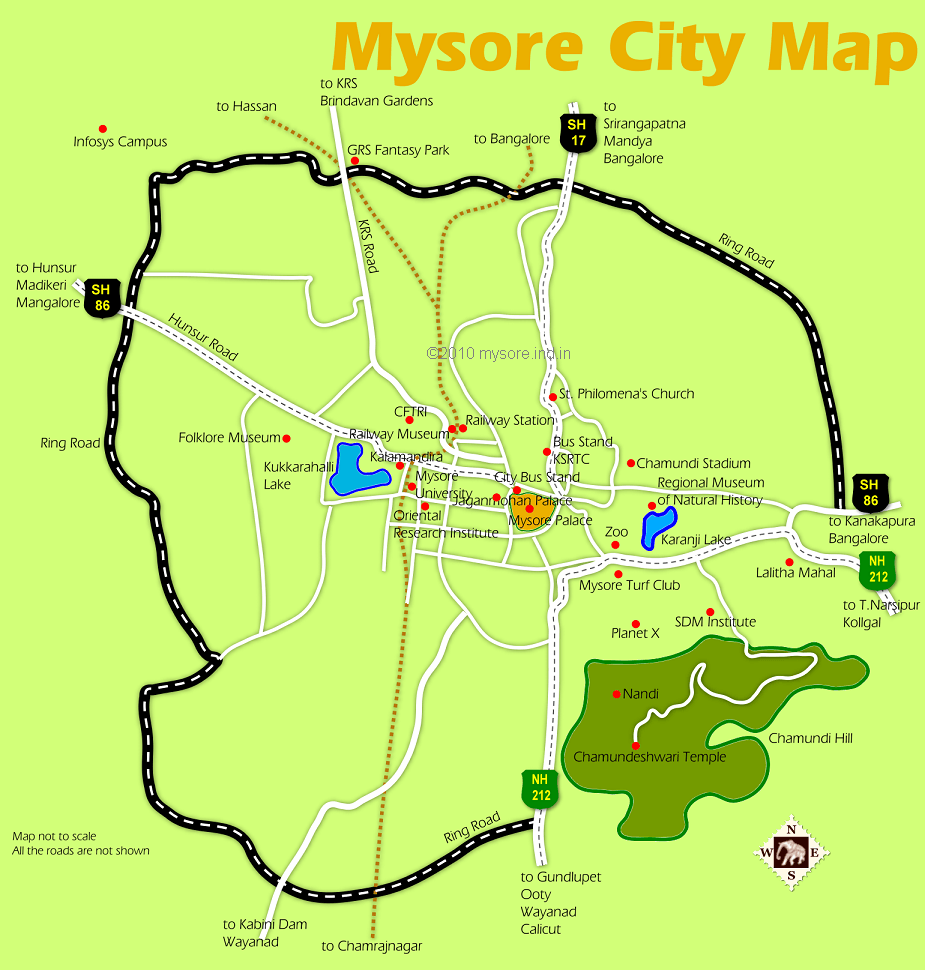 Mysore City Map
to KRS
Brindavan Gardens
to Hassan
to
Srirangapatna
Mandya
Bangalore
SH
17
Infosys Campus
GRS Fantasy Park
to Bangalore
KRS Road
Ring Road
to Hunsur
Madikeri
Mangalore
SH
86
Hunsur Road
©2010 mysore.ind.in
St. Philomena's Church
CFTRI
Railway Station
Railway Museum
Folklore Museum
Ring Road
Bus Stand
KSRTC
Kalamandira
Kukkarahalli
Lake
Chamundi Stadium
Mysore
University
City Bus Stand
Regional Museum
of Natural History
Jaganmohan Palace
SH
86
Mysore Palace
Oriental
Research Institute
to Kanakapura
Bangalore
Zoo
Karanji Lake
Lalitha Mahal
NH
212
Mysore Turf Club
to T.Narsipur
Kollgal
SDM Institute
Planet X
Nandi
Chamundi Hill
Chamundeshwari Temple
NH
212
Ring Road
Map not to scale
All the roads are not shown
N
W
E
S
to Gundlupet
Ooty
Wayanad
Calicut
to Kabini Dam
Wayanad
to Chamrajnagar